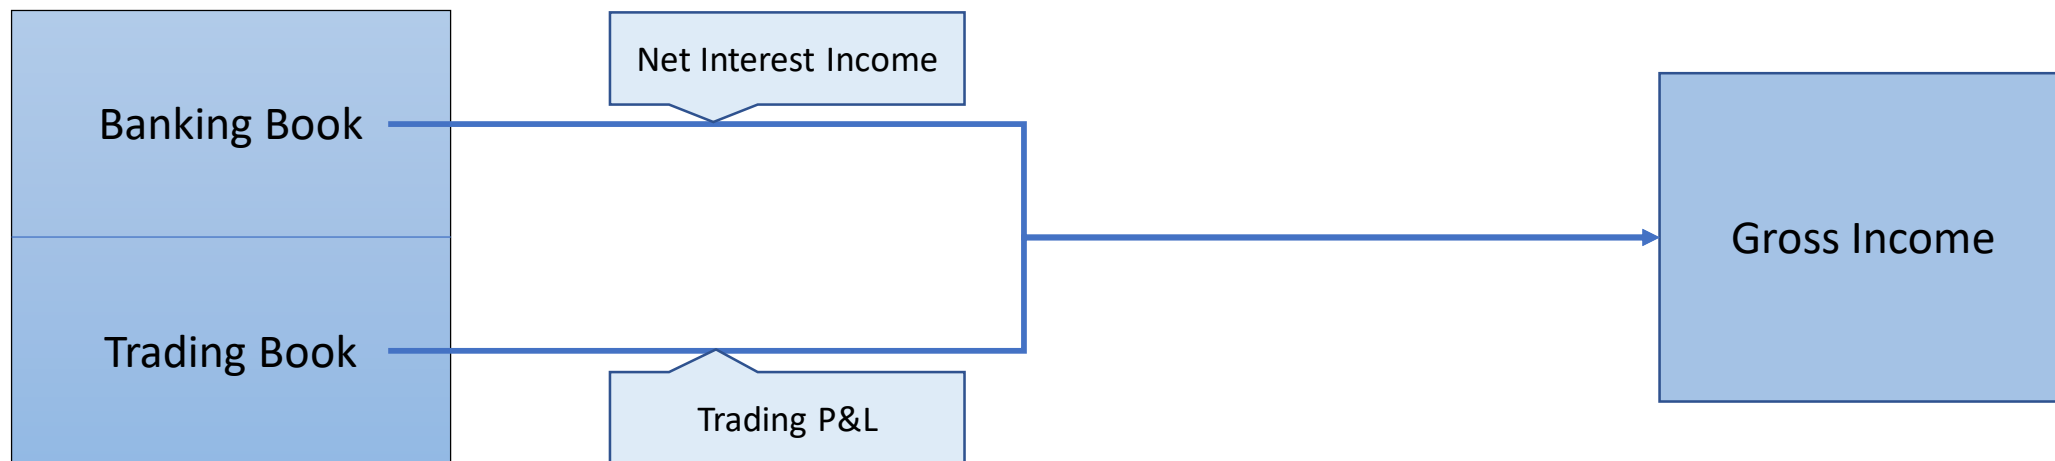 Net Interest Income
Banking Book
Gross Income
Trading Book
Trading P&L